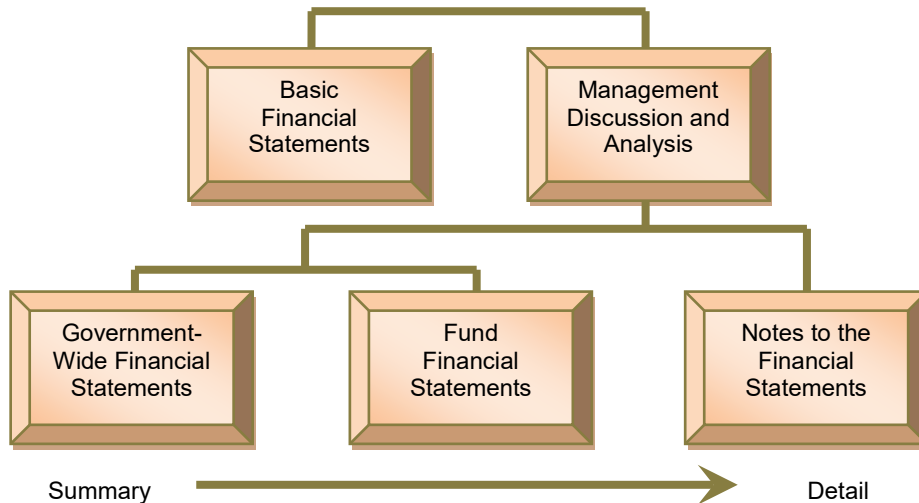 Basic
Financial
Statements
Management
Discussion and
Analysis
Government-
Wide Financial
Statements
Fund
Financial
Statements
Notes to the
Financial
Statements
Summary
Detail